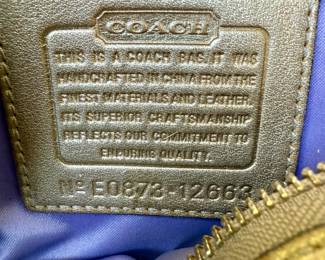 COACH
THIS IS A COACH BAG. IT WAS
HANDCRAFTED IN CHINA FROM THE
FINEST MATERIALS AND LEATHER.
ITS SUPERIOR CRAFTSMANSHIP
REFLECTS OUR COMMITMENT TO
ENDURING QUALITY.
Nº E0873-12663